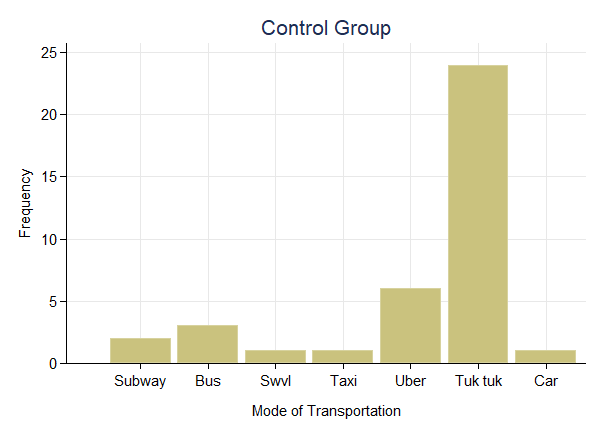 Control Group
25
20
15
10
5
0
Frequency
Subway Bus Swvl Taxi Uber Tuk tuk Car
Mode of Transportation